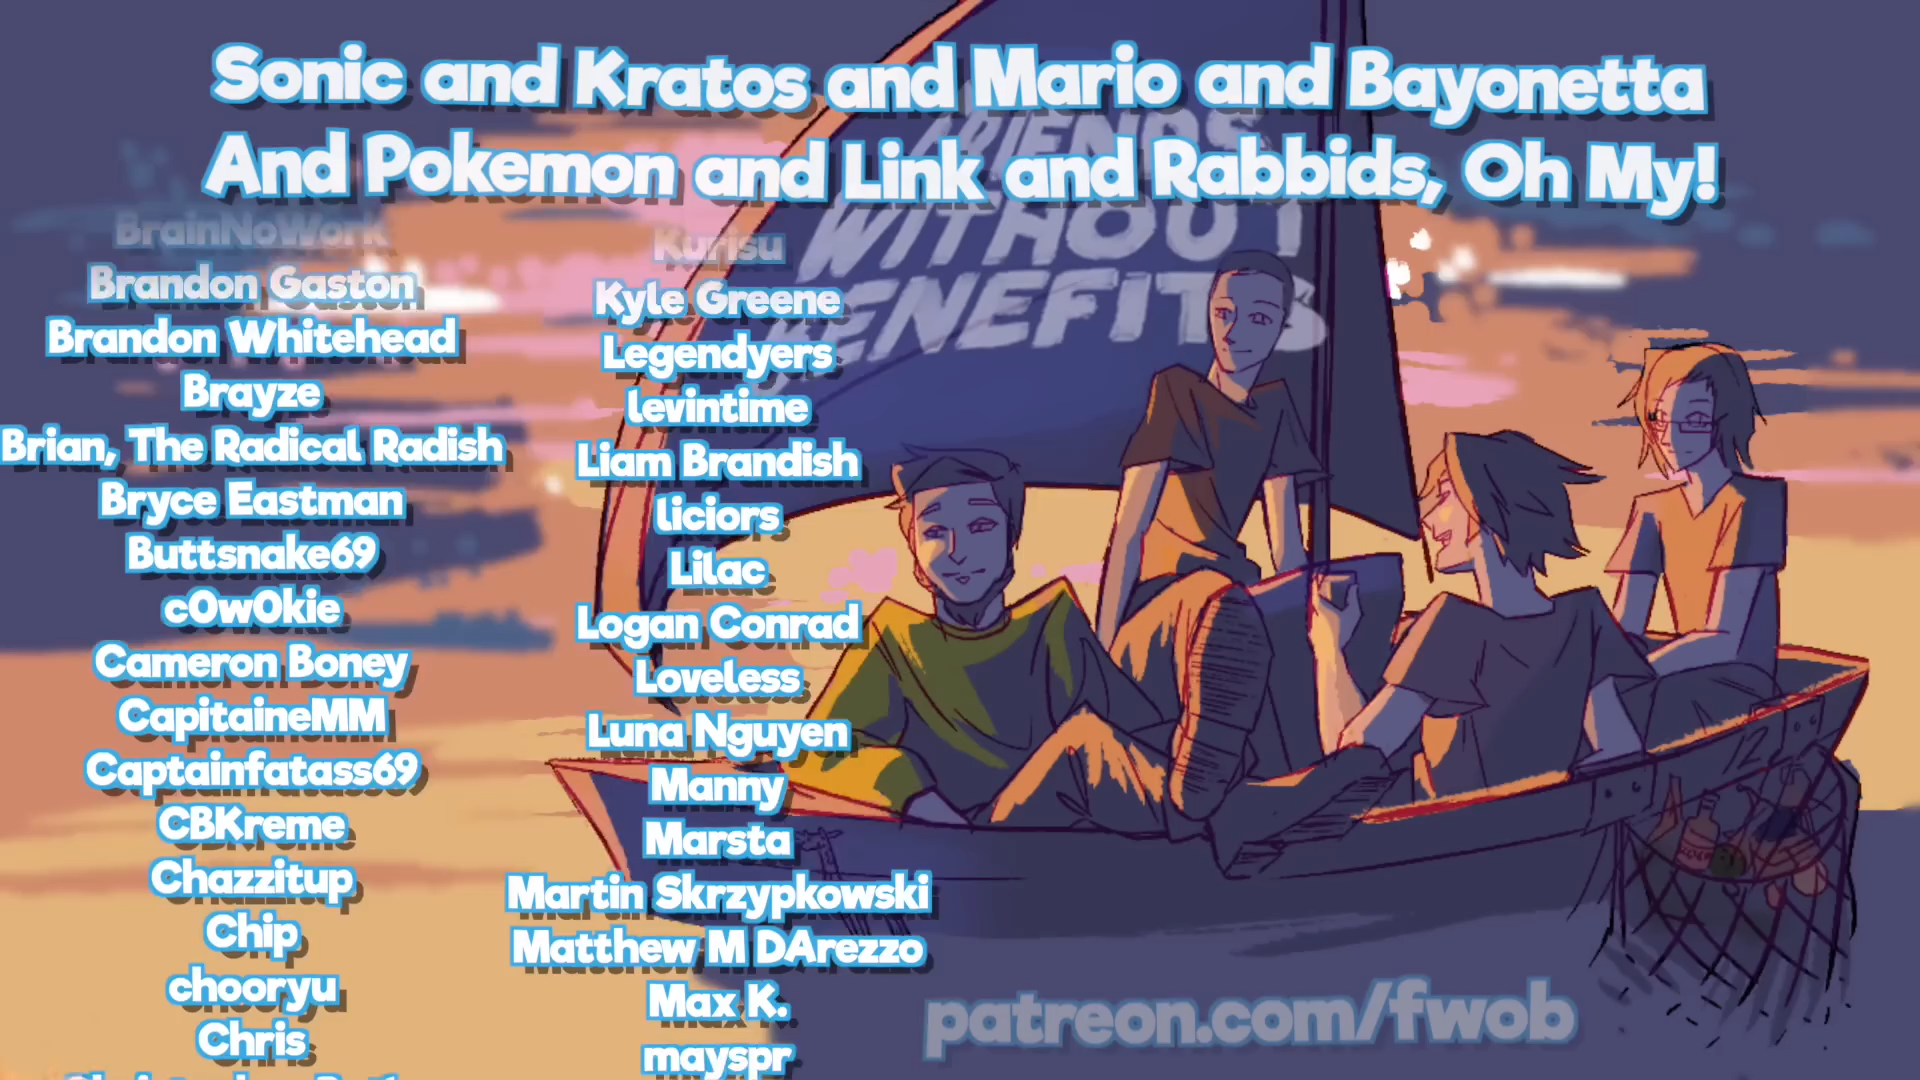 Sonic and Kratos and Mario and Bayonetta
And Pokemon and Link and Rabbids, Oh My!
FRIENDS
WITHOUT
BENEFITS
BrainNoWork
Brandon Gaston
Brandon Whitehead
Brayze
Brian, The Radical Radish
Bryce Eastman
Buttsnake69
c0w0kie
Cameron Boney
CapitaineMM
Captainfatass69
CBKreme
Chazzitup
Chip
chooryu
Chris
Kurisu
Kyle Greene
Legendyers
levintime
Liam Brandish
liciors
Lilac
Logan Conrad
Loveless
Luna Nguyen
Manny
Marsta
Martin Skrzypkowski
Matthew M DArezzo
Max K.
mayspr
12
patreon.com/fwob